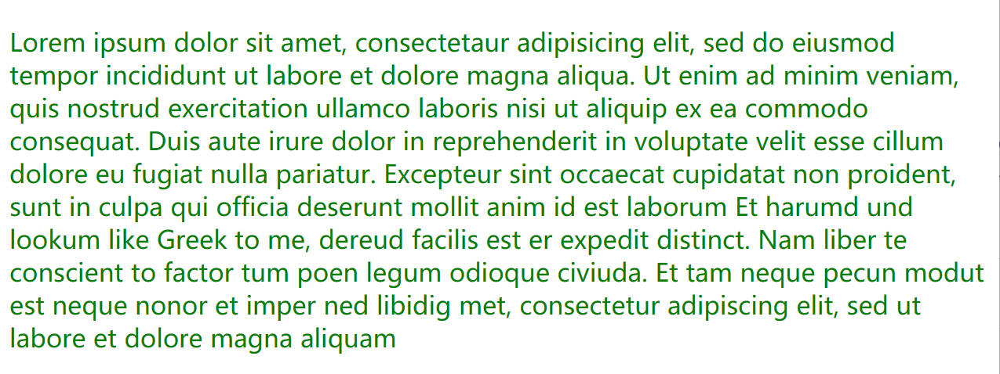 Lorem ipsum dolor sit amet, consectetaur adipisicing elit, sed do eiusmod
tempor incididunt ut labore et dolore magna aliqua. Ut enim ad minim veniam,
quis nostrud exercitation ullamco laboris nisi ut aliquip ex ea commodo
consequat. Duis aute irure dolor in reprehenderit in voluptate velit esse cillum
dolore eu fugiat nulla pariatur. Excepteur sint occaecat cupidatat non proident,
sunt in culpa qui officia deserunt mollit anim id est laborum Et harumd und
lookum like Greek to me, dereud facilis est er expedit distinct. Nam liber te
conscient to factor tum poen legum odioque civiuda. Et tam neque pecun modut
est neque nonor et imper ned libidig met, consectetur adipiscing elit, sed ut
labore et dolore magna aliquam